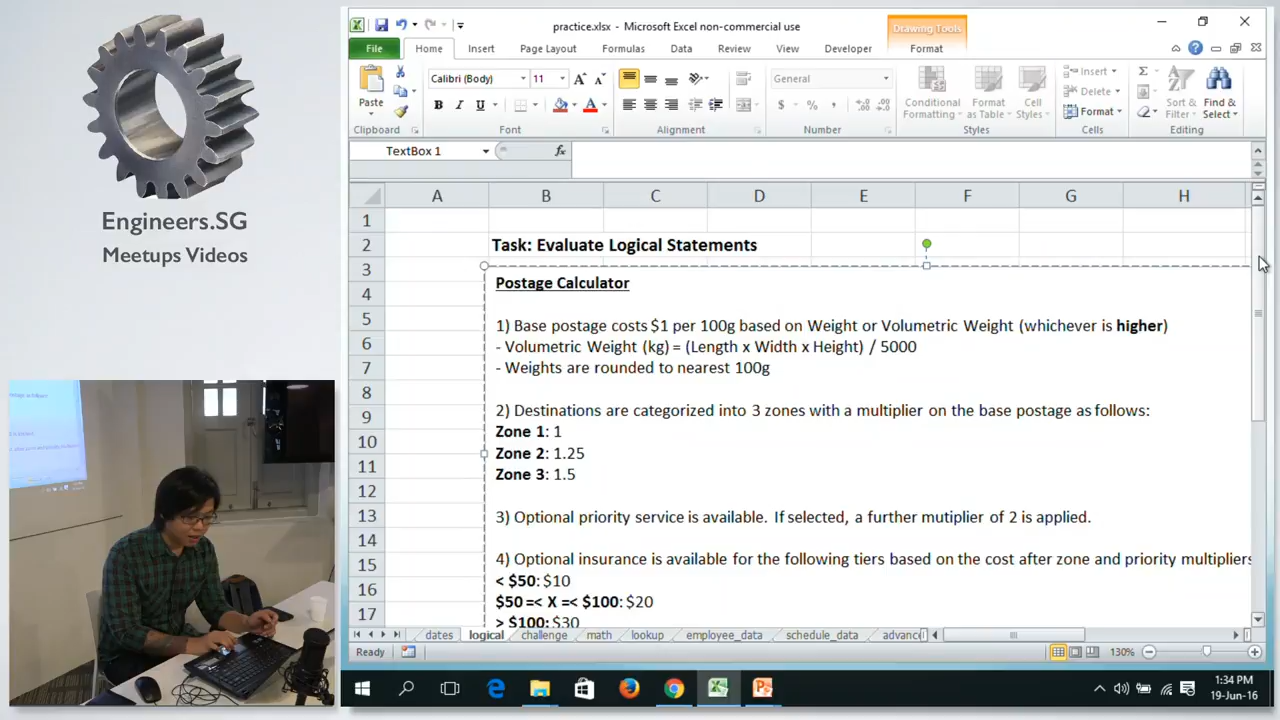 practice.xlsx - Microsoft Excel non-commercial use
Drawing Tools
File Home Insert Page Layout Formulas Data Review View Developer Format
Paste
Calibri (Body) 11
General
B I U
$ % ,
Conditional Formatting
Format as Table
Cell Styles
Insert
Delete
Format
Sort & Filter
Find & Select
Clipboard Font Alignment Number Styles Cells Editing
TextBox 1 fx
A B C D E F G H
1
2 Task: Evaluate Logical Statements
3
4
5
6
7
8
9
10
11
12
13
14
15
16
17
Postage Calculator
1) Base postage costs $1 per 100g based on Weight or Volumetric Weight (whichever is higher)
- Volumetric Weight (kg) = (Length x Width x Height) / 5000
- Weights are rounded to nearest 100g
2) Destinations are categorized into 3 zones with a multiplier on the base postage as follows:
Zone 1: 1
Zone 2: 1.25
Zone 3: 1.5
3) Optional priority service is available. If selected, a further mutiplier of 2 is applied.
4) Optional insurance is available for the following tiers based on the cost after zone and priority multipliers
< $50: $10
$50 =< X =< $100: $20
> $100: $30
dates logical challenge math lookup employee_data schedule_data advanc
Ready 130%
1:34 PM
19-Jun-16
Engineers.SG
Meetups Videos